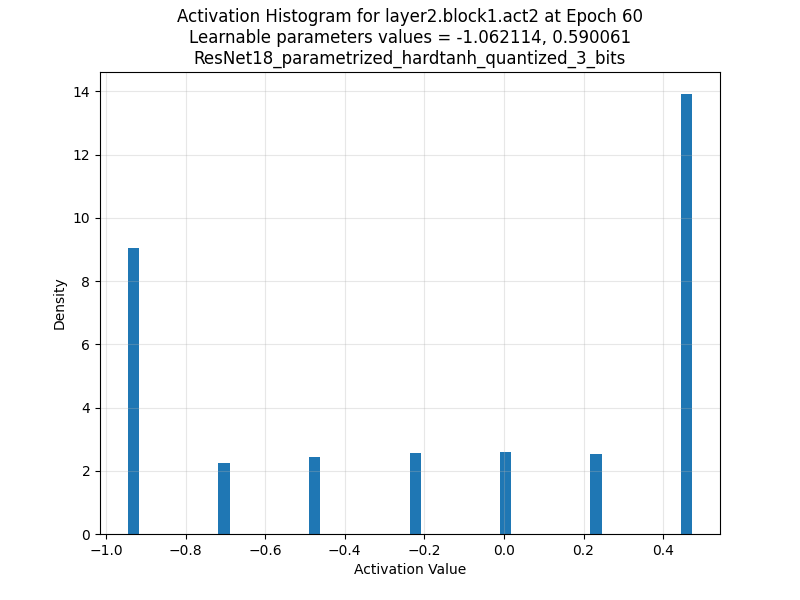 Activation Histogram for layer2.block1.act2 at Epoch 60
Learnable parameters values = -1.062114, 0.590061
ResNet18_parametrized_hardtanh_quantized_3_bits
14
12
10
8
6
4
2
0
Density
−1.0 −0.8 −0.6 −0.4 −0.2 0.0 0.2 0.4
Activation Value